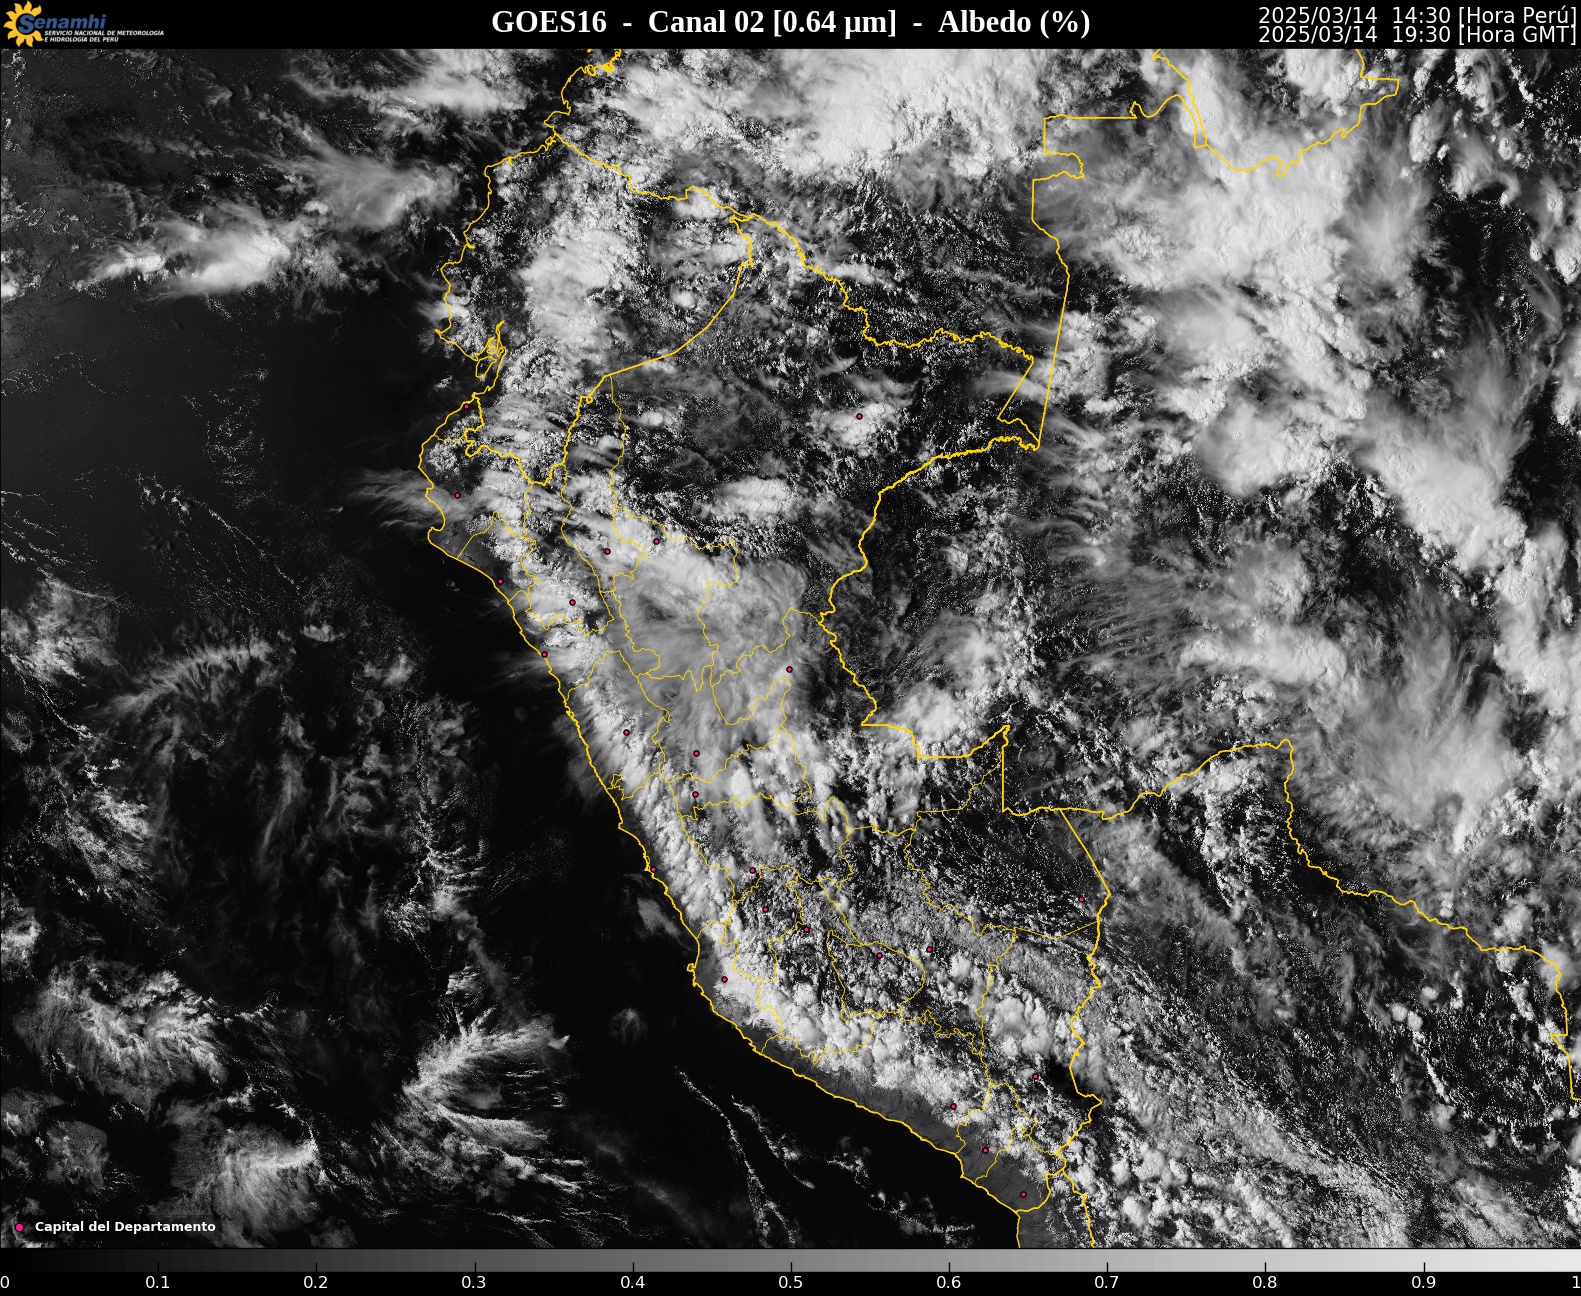 Senamhi
SERVICIO NACIONAL DE METEOROLOGÍA
E HIDROLOGÍA DEL PERÚ
GOES16 - Canal 02 [0.64 µm] - Albedo (%)
2025/03/14 14:30 [Hora Perú]
2025/03/14 19:30 [Hora GMT]
Capital del Departamento
0 0.1 0.2 0.3 0.4 0.5 0.6 0.7 0.8 0.9 1